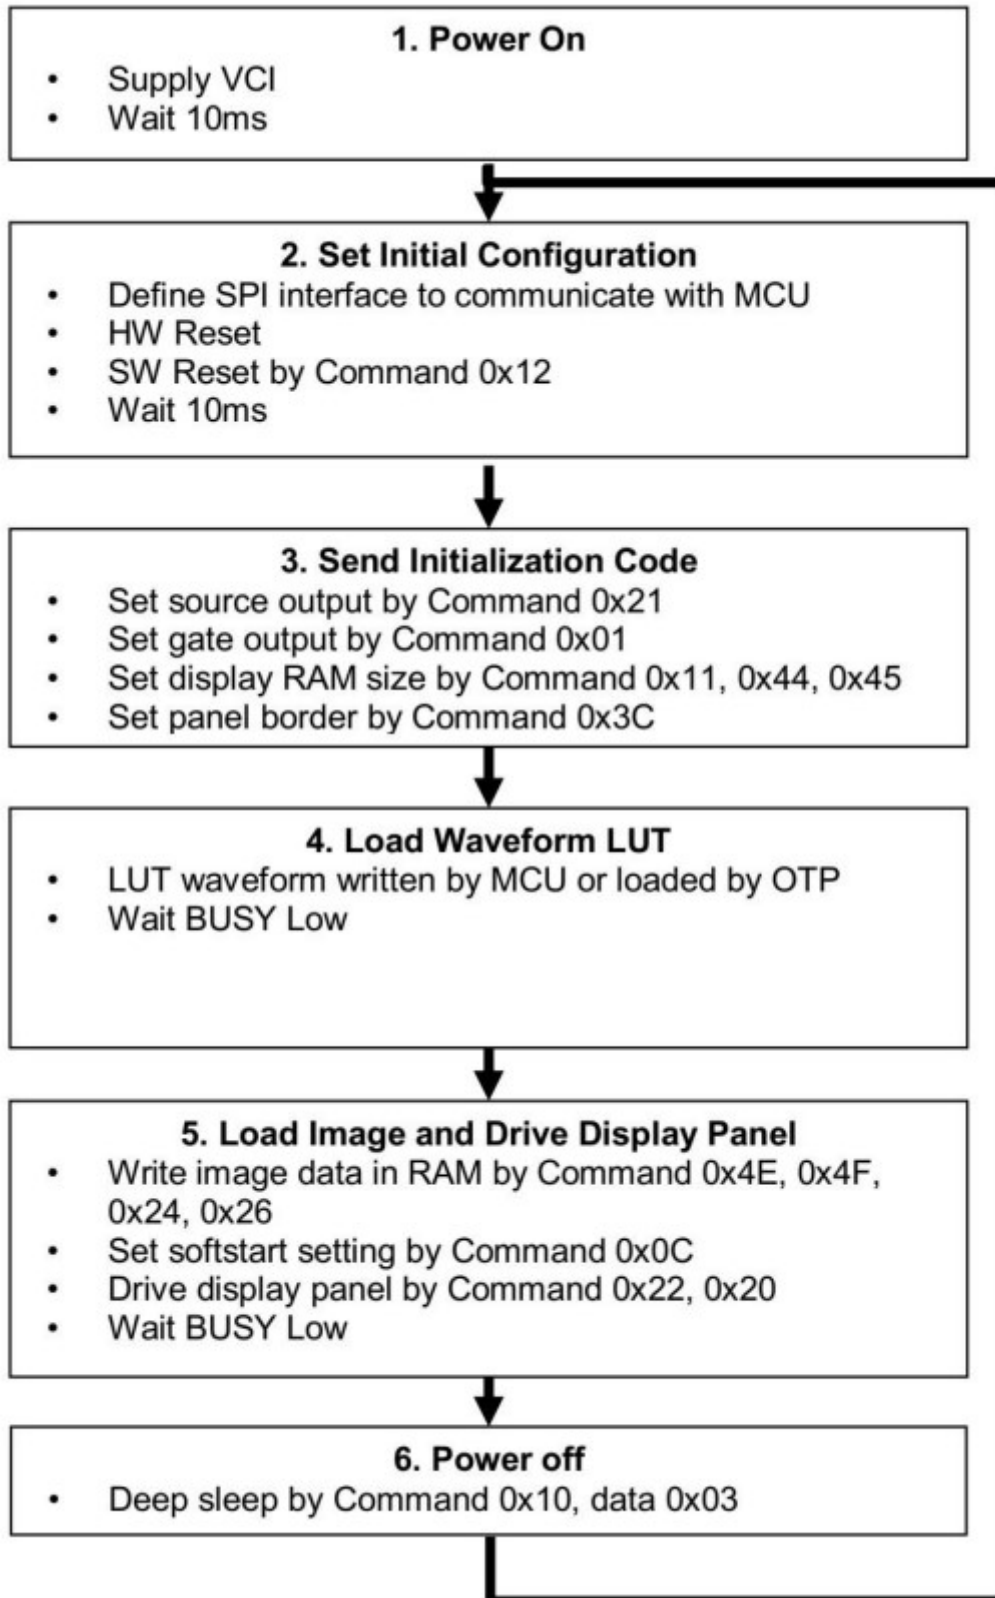 1. Power On
• Supply VCI
• Wait 10ms
2. Set Initial Configuration
• Define SPI interface to communicate with MCU
• HW Reset
• SW Reset by Command 0x12
• Wait 10ms
3. Send Initialization Code
• Set source output by Command 0x21
• Set gate output by Command 0x01
• Set display RAM size by Command 0x11, 0x44, 0x45
• Set panel border by Command 0x3C
4. Load Waveform LUT
• LUT waveform written by MCU or loaded by OTP
• Wait BUSY Low
5. Load Image and Drive Display Panel
• Write image data in RAM by Command 0x4E, 0x4F,
0x24, 0x26
• Set softstart setting by Command 0x0C
• Drive display panel by Command 0x22, 0x20
• Wait BUSY Low
6. Power off
• Deep sleep by Command 0x10, data 0x03